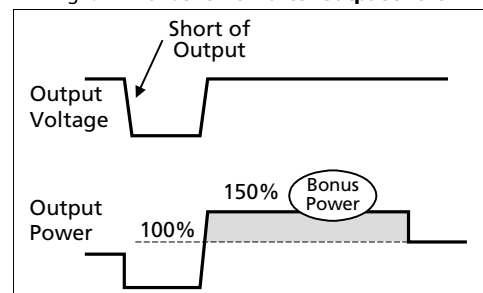 Short of
Output
Output
Voltage
150%
Bonus
Power
Output
Power
100%